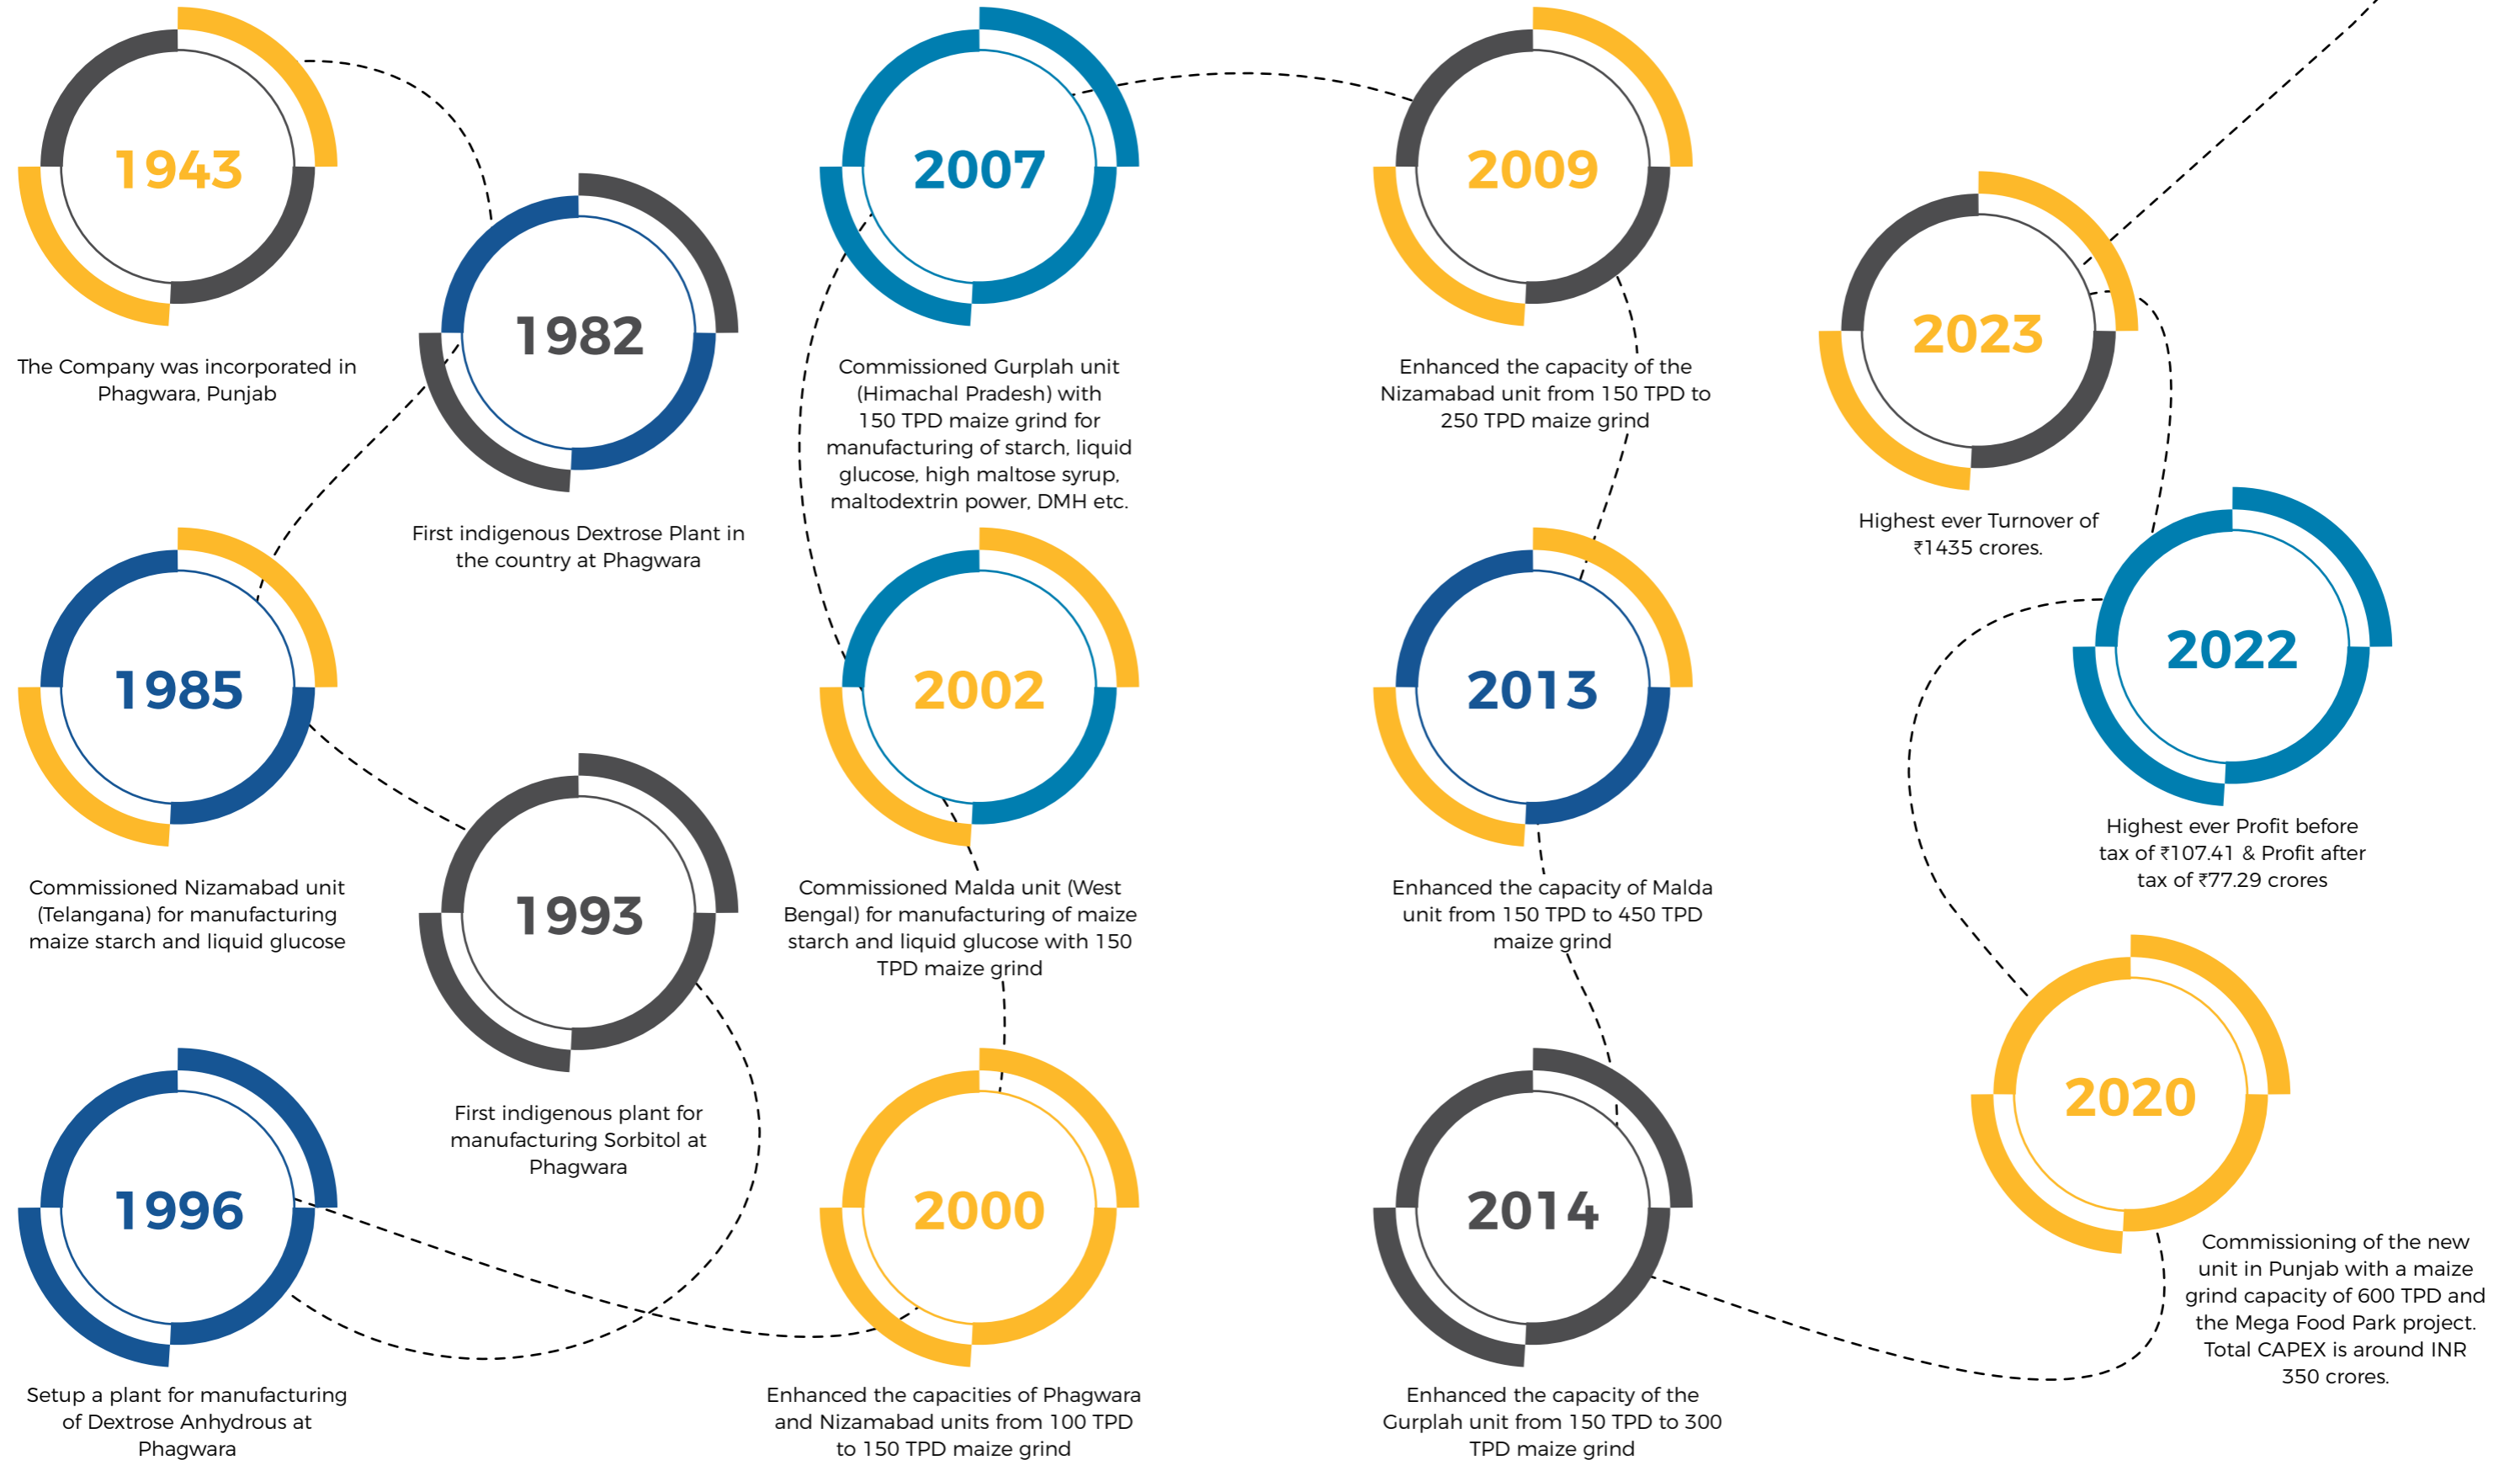 1943
The Company was incorporated in
Phagwara, Punjab
1982
First indigenous Dextrose Plant in
the country at Phagwara
1985
Commissioned Nizamabad unit
(Telangana) for manufacturing
maize starch and liquid glucose
1993
First indigenous plant for
manufacturing Sorbitol at
Phagwara
1996
Setup a plant for manufacturing
of Dextrose Anhydrous at
Phagwara
2000
Enhanced the capacities of Phagwara
and Nizamabad units from 100 TPD
to 150 TPD maize grind
2002
Commissioned Malda unit (West
Bengal) for manufacturing of maize
starch and liquid glucose with 150
TPD maize grind
2007
Commissioned Gurplah unit
(Himachal Pradesh) with
150 TPD maize grind for
manufacturing of starch, liquid
glucose, high maltose syrup,
maltodextrin power, DMH etc.
2009
Enhanced the capacity of the
Nizamabad unit from 150 TPD to
250 TPD maize grind
2013
Enhanced the capacity of Malda
unit from 150 TPD to 450 TPD
maize grind
2014
Enhanced the capacity of the
Gurplah unit from 150 TPD to 300
TPD maize grind
2020
Commissioning of the new
unit in Punjab with a maize
grind capacity of 600 TPD and
the Mega Food Park project.
Total CAPEX is around INR
350 crores.
2022
Highest ever Profit before
tax of ₹107.41 & Profit after
tax of ₹77.29 crores
2023
Highest ever Turnover of
₹1435 crores.